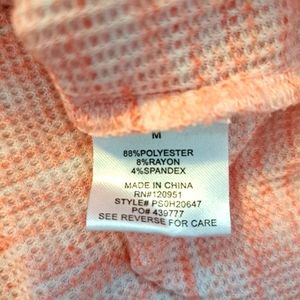 M
88%POLYESTER
8%RAYON
4%SPANDEX
MADE IN CHINA
RN#120951
STYLE# PS0H20647
PO# 439777
SEE REVERSE FOR CARE